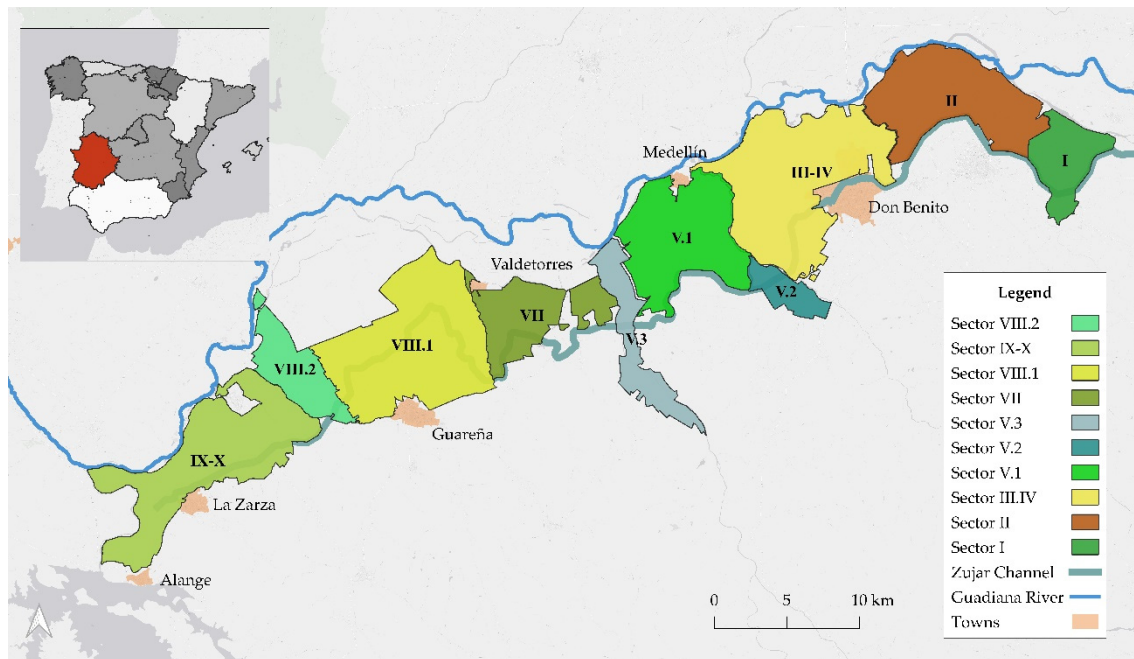 II
I
Medellín
III-IV
Don Benito
V.1
Valdetorres
V.2
VII
V.3
VIII.1
VIII.2
Guareña
IX-X
La Zarza
Alange
0 5 10 km
Legend
Sector VIII.2
Sector IX-X
Sector VIII.1
Sector VII
Sector V.3
Sector V.2
Sector V.1
Sector III.IV
Sector II
Sector I
Zujar Channel
Guadiana River
Towns